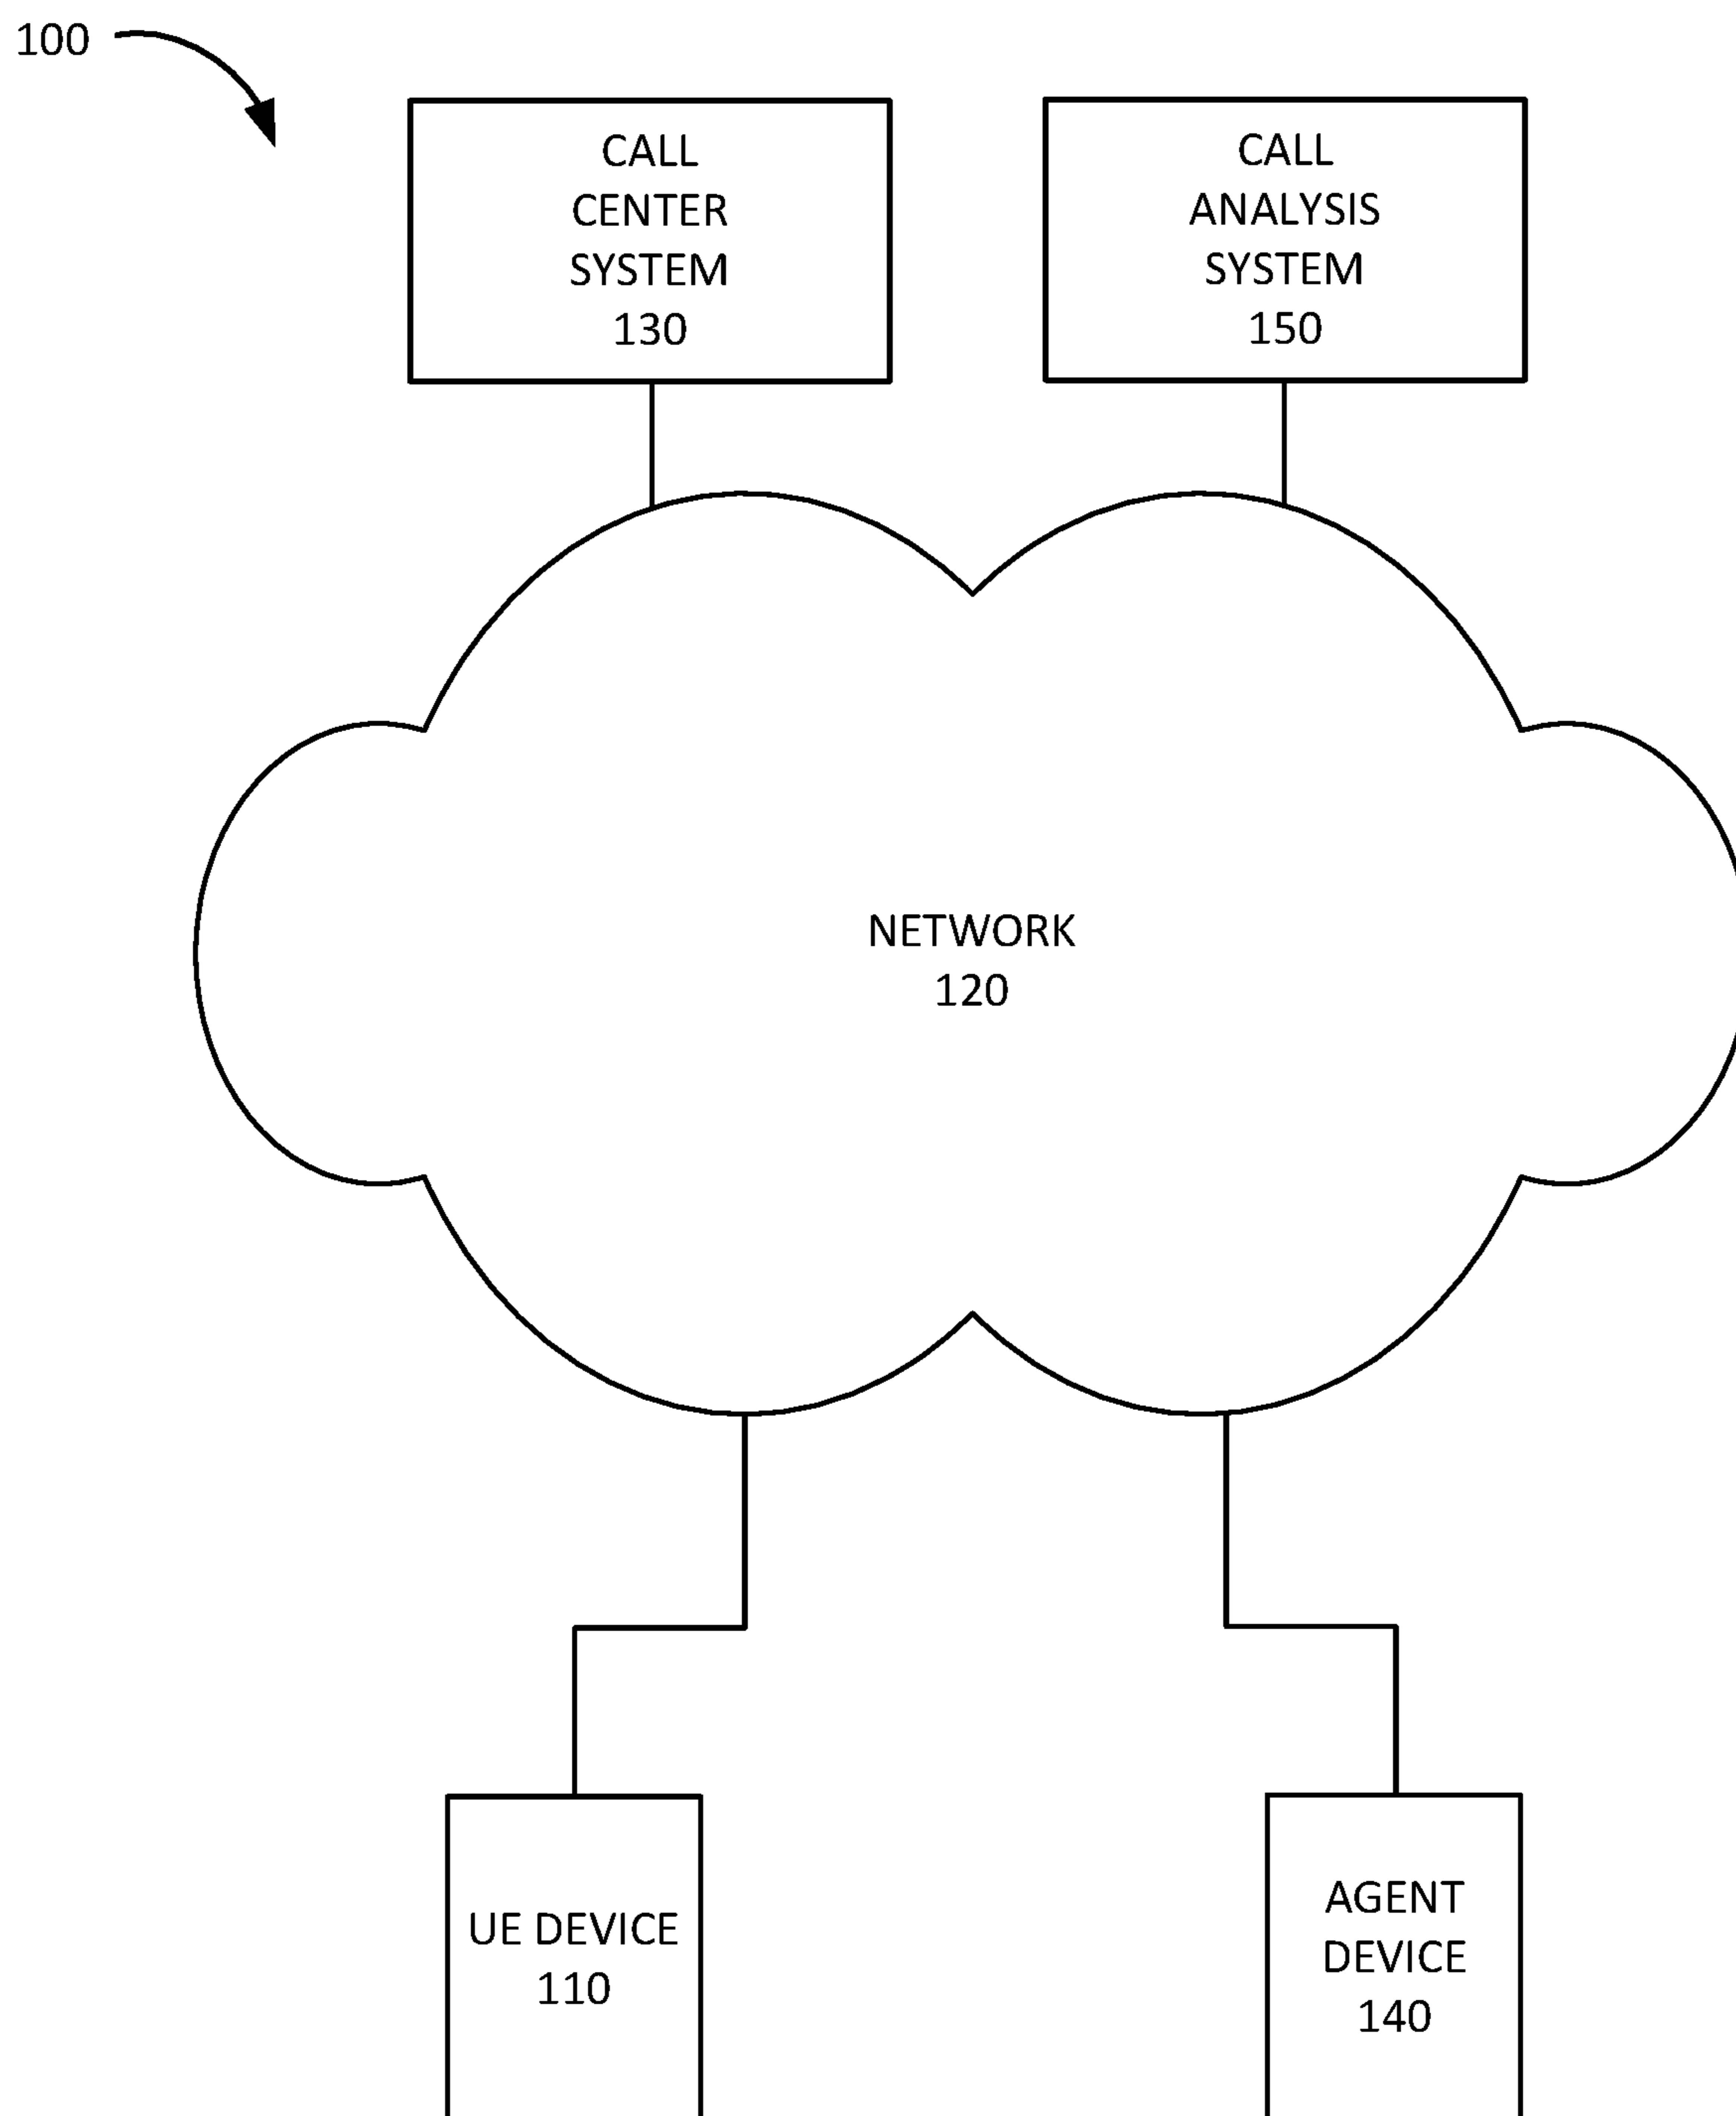 100
CALL
CENTER
SYSTEM
130
CALL
ANALYSIS
SYSTEM
150
NETWORK
120
UE DEVICE
110
AGENT
DEVICE
140